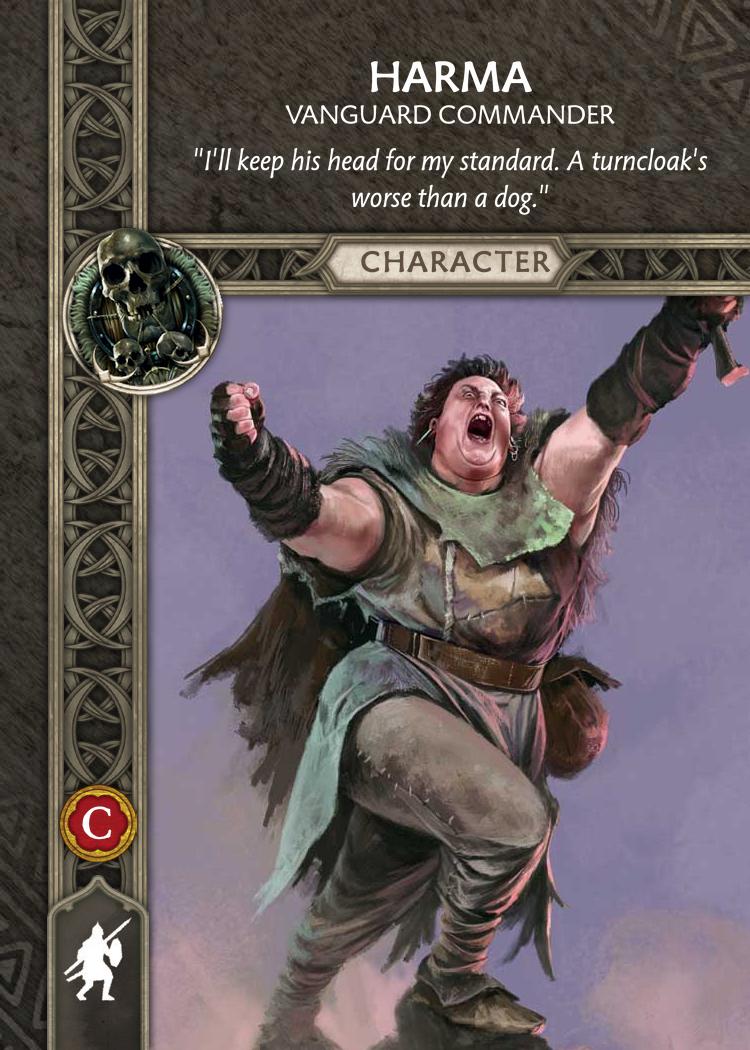 HARMA
VANGUARD COMMANDER
"I'll keep his head for my standard. A turncloak's
worse than a dog."
CHARACTER
C